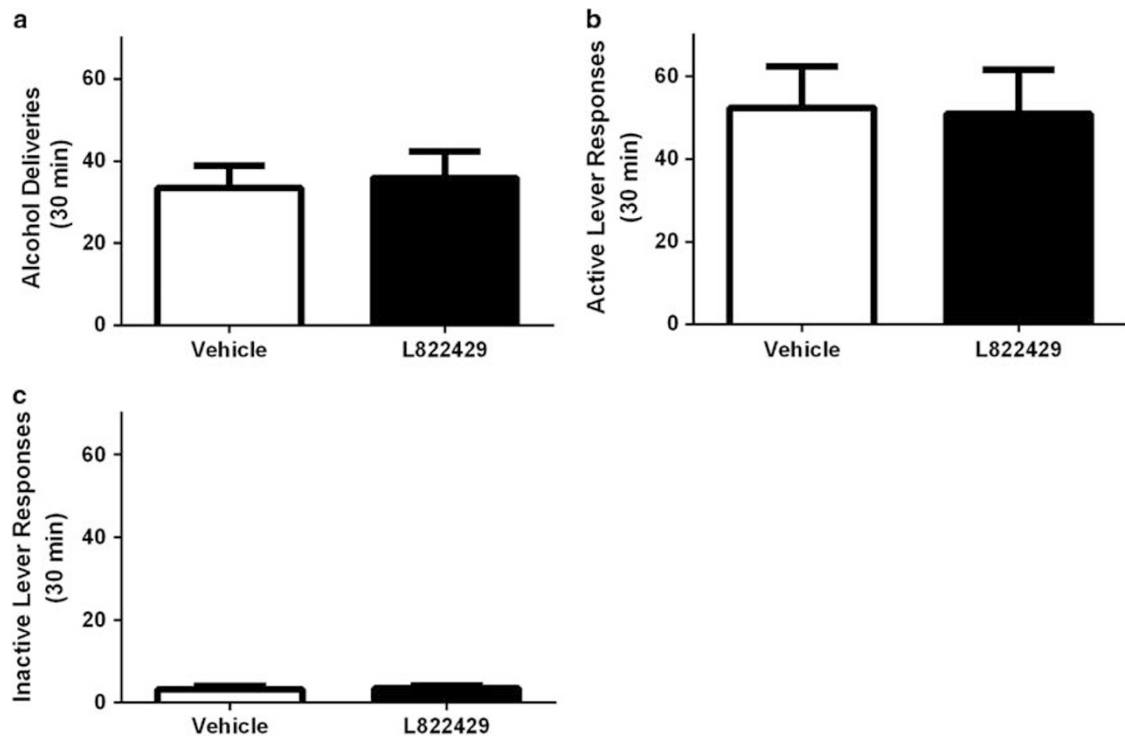 a
Alcohol Deliveries
(30 min)
60
40
20
0
Vehicle
L822429
b
Active Lever Responses
(30 min)
60
40
20
0
Vehicle
L822429
c
Inactive Lever Responses
(30 min)
60
40
20
0
Vehicle
L822429